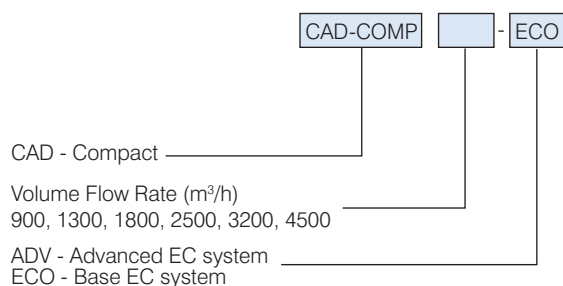 CAD-COMP - ECO
CAD - Compact
Volume Flow Rate (m³/h)
900, 1300, 1800, 2500, 3200, 4500
ADV - Advanced EC system
ECO - Base EC system